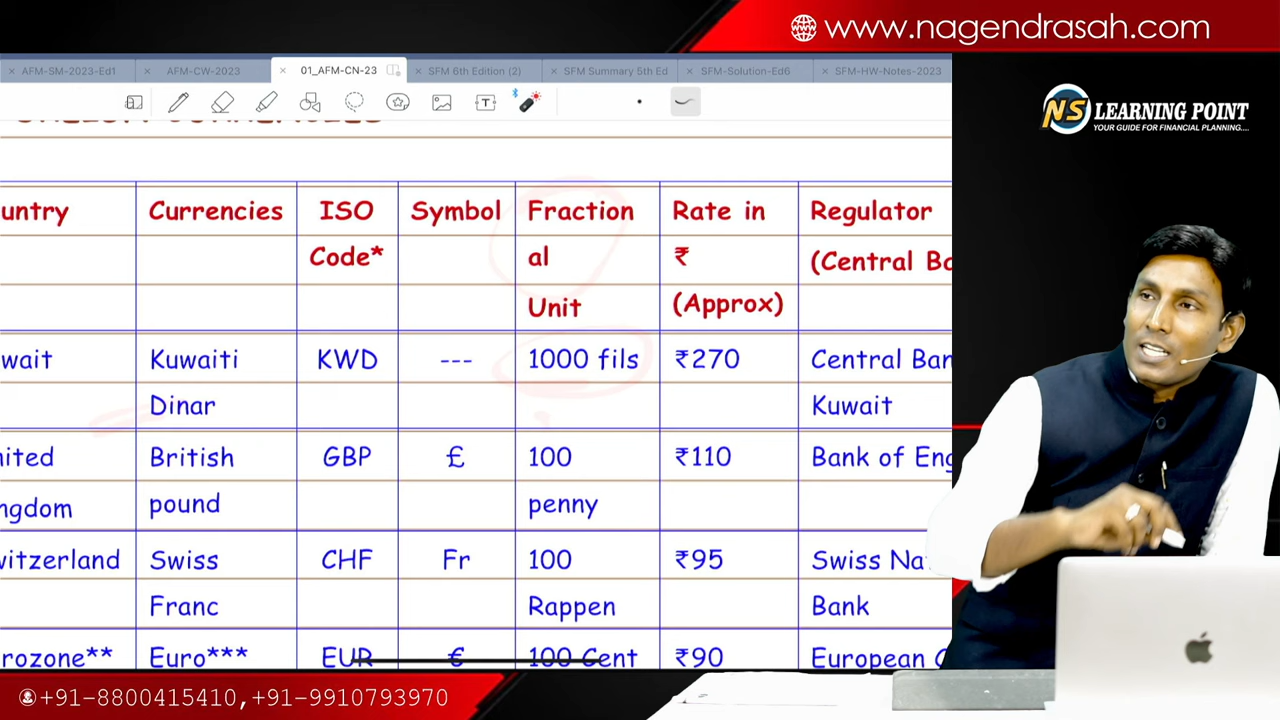 www.nagendrasah.com
AFM-SM-2023-Ed1 AFM-CW-2023 01_AFM-CN-23 SFM 6th Edition (2) SFM Summary 5th Ed SFM-Solution-Ed6 SFM-HW-Notes-2023
NS LEARNING POINT
YOUR GUIDE FOR FINANCIAL PLANNING....
untry Currencies ISO Symbol Fraction Rate in Regulator
Code* al ₹ (Central Ba
Unit (Approx)
wait Kuwaiti KWD --- 1000 fils ₹270 Central Ban
Dinar Kuwait
nited British GBP £ 100 ₹110 Bank of Eng
ngdom pound penny
witzerland Swiss CHF Fr 100 ₹95 Swiss Na
Franc Rappen Bank
rozone** Euro*** EUR € 100 Cent ₹90 European C
+91-8800415410,+91-9910793970